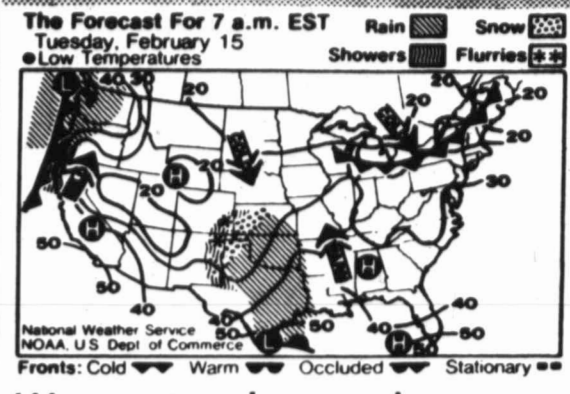 The Forecast For 7 a.m. EST
Tuesday, February 15
Low Temperatures
Rain Snow
Showers Flurries
L 40 30 20 20 20 20
20
H 20
20
30
50 H
H
50
40
40
40
50
L 50 40 H 50 50
National Weather Service
NOAA, U S Dept of Commerce
Fronts: Cold Warm Occluded Stationary